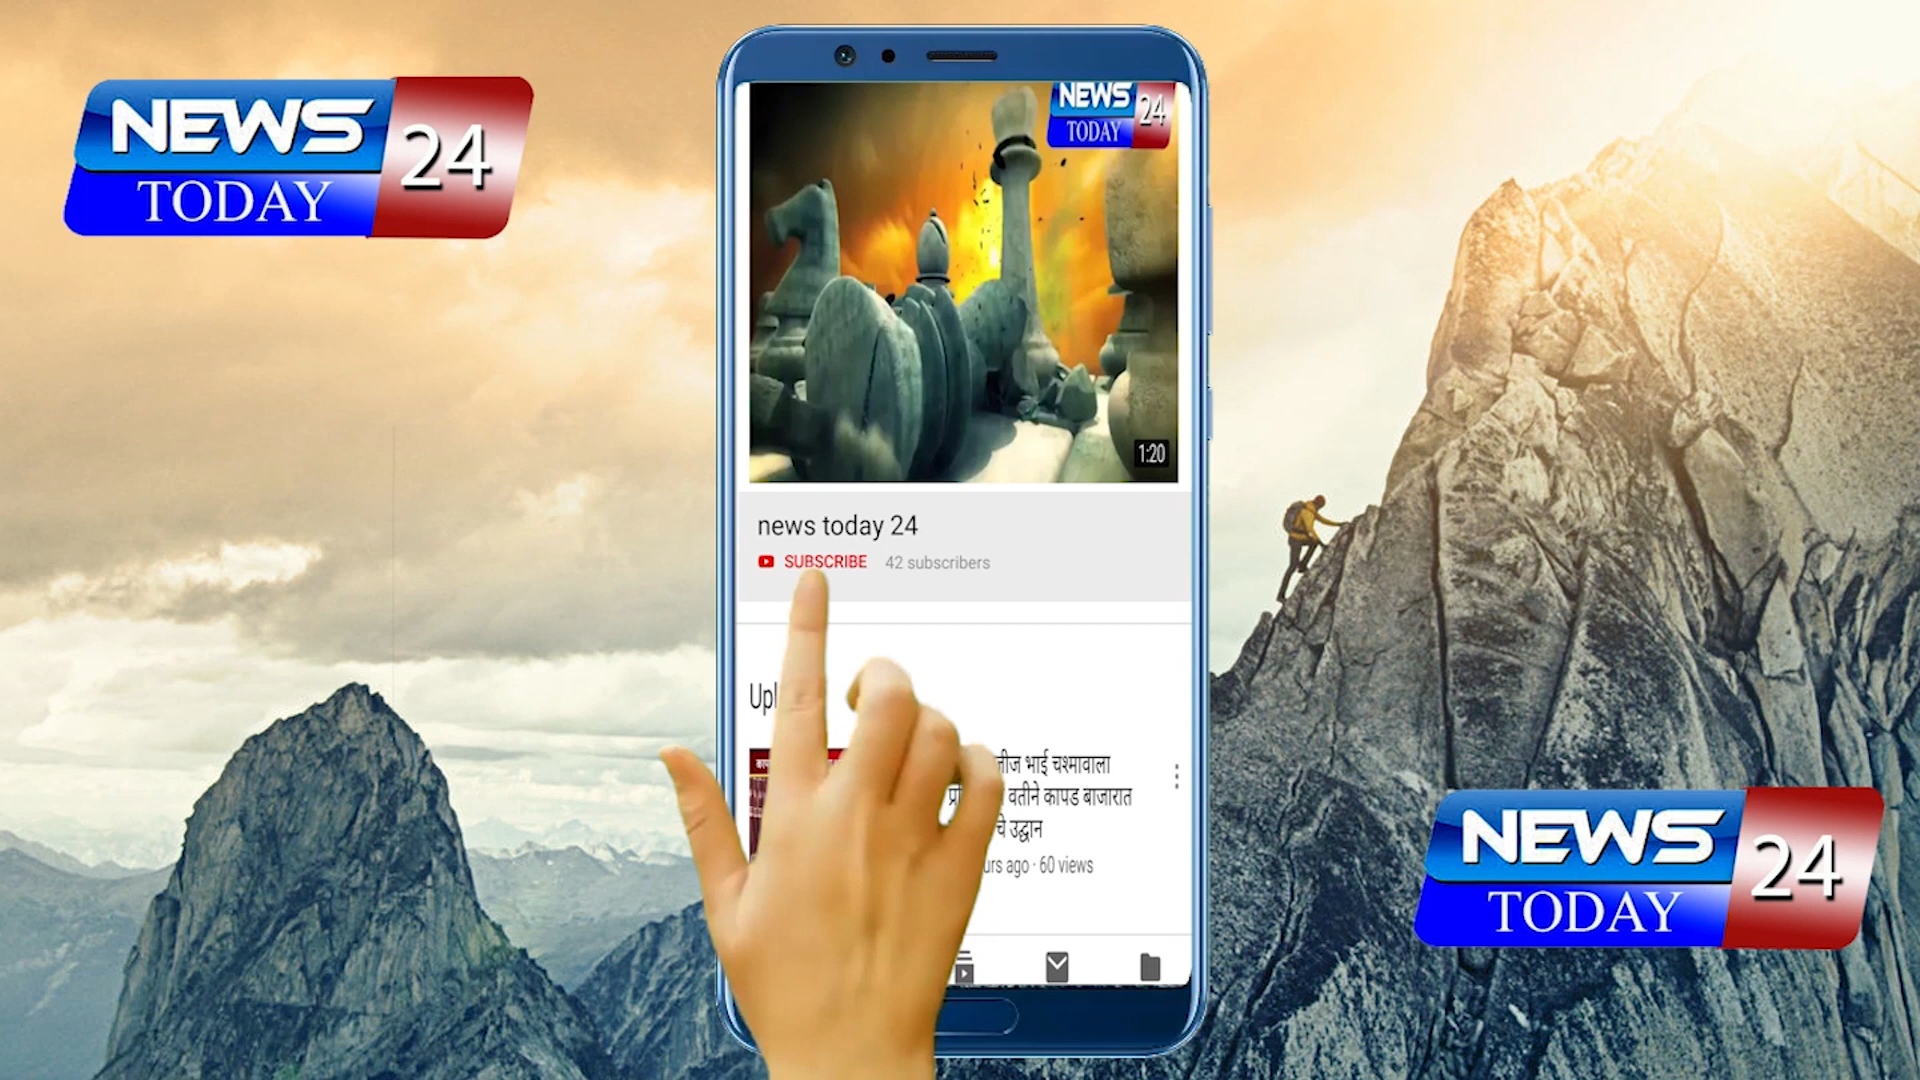 NEWS
24
TODAY
NEWS
24
TODAY
1:20
news today 24
SUBSCRIBE 42 subscribers
भाई चश्मावाला
वतीने कापड बाजारात
चे उद्घान
ago · 60 views
NEWS
24
TODAY